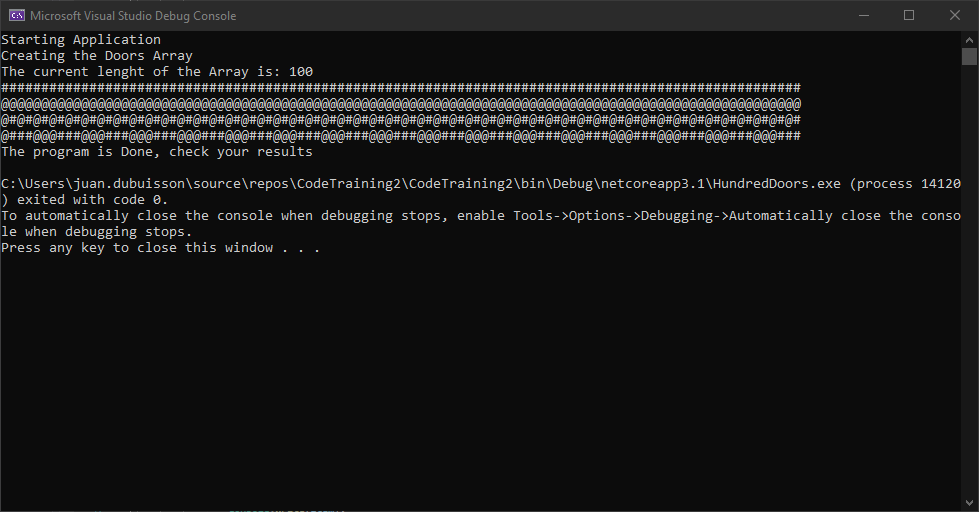 Microsoft Visual Studio Debug Console
Starting Application
Creating the Doors Array
The current lenght of the Array is: 100
####################################################################################################
@@@@@@@@@@@@@@@@@@@@@@@@@@@@@@@@@@@@@@@@@@@@@@@@@@@@@@@@@@@@@@@@@@@@@@@@@@@@@@@@@@@@@@@@@@@@@@@@@@@@
@#@#@#@#@#@#@#@#@#@#@#@#@#@#@#@#@#@#@#@#@#@#@#@#@#@#@#@#@#@#@#@#@#@#@#@#@#@#@#@#@#@#@#@#@#@#@#@#@#@#
@###@@@###@@@###@@@###@@@###@@@###@@@###@@@###@@@###@@@###@@@###@@@###@@@###@@@###@@@###@@@###@@@###
The program is Done, check your results
C:\Users\juan.dubuisson\source\repos\CodeTraining2\CodeTraining2\bin\Debug\netcoreapp3.1\HundredDoors.exe (process 14120
) exited with code 0.
To automatically close the console when debugging stops, enable Tools->Options->Debugging->Automatically close the conso
le when debugging stops.
Press any key to close this window . . .